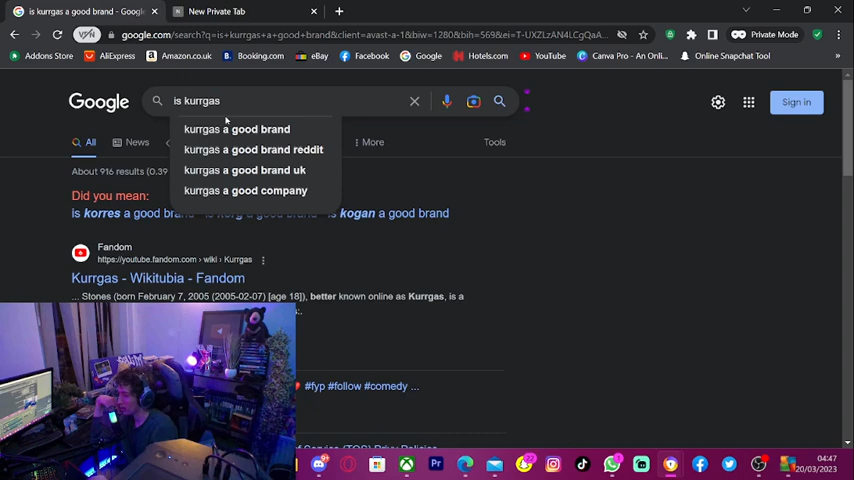 is kurrgas a good brand - Googl
New Private Tab
VPN
google.com/search?q=is+kurrgas+a+good+brand&client=avast-a-1&biw=1280&bih=569&ei=T-UXZLzAN4LCgQaA...
Private Mode
Addons Store
AliExpress
Amazon.co.uk
Booking.com
eBay
Facebook
Google
Hotels.com
YouTube
Canva Pro - An Onli...
Online Snapchat Tool
Google
is kurrgas
Sign in
kurrgas a good brand
kurrgas a good brand reddit
kurrgas a good brand uk
kurrgas a good company
All
News
More
Tools
About 916 results (0.39
Did you mean:
is korres a good brand is korg a good brand is kogan a good brand
Fandom
https://youtube.fandom.com › wiki › Kurrgas
Kurrgas - Wikitubia - Fandom
... Stones (born February 7, 2005 (2005-02-07) [age 18]), better known online as Kurrgas, is a
#fyp #follow #comedy ...
04:47
20/03/2023